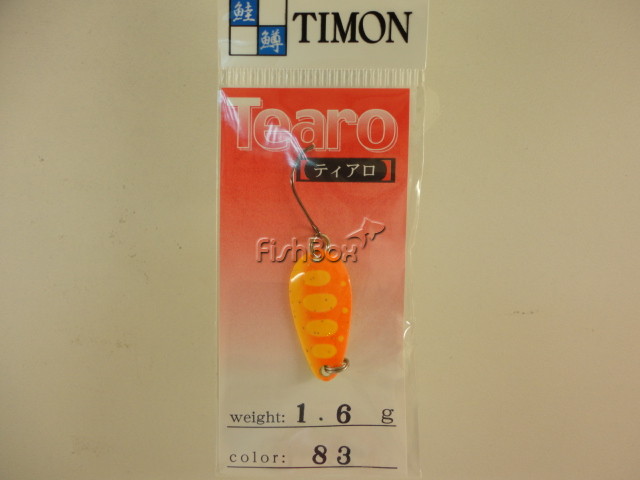 鮭
鱒
TIMON
Tearo
【ティアロ】
FishBox
weight: 1.6 g
color: 83